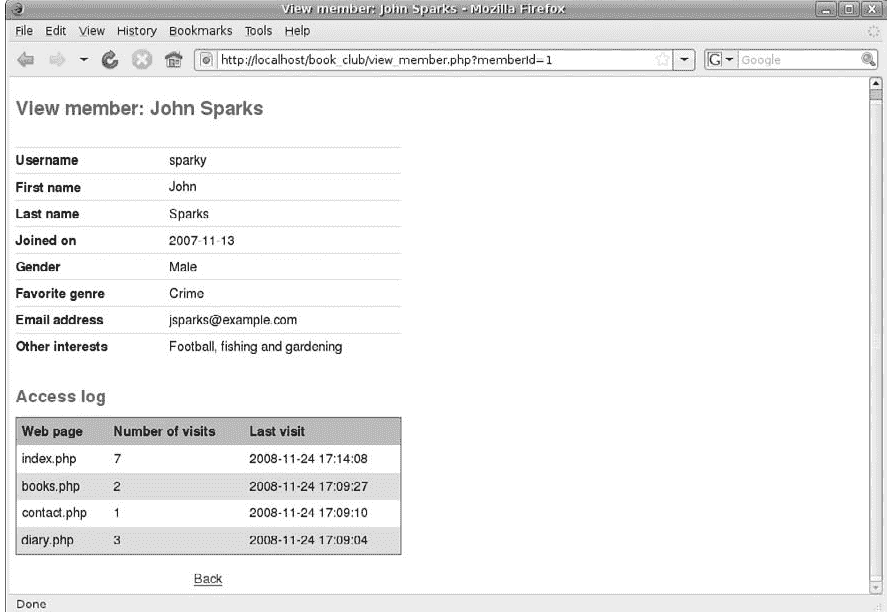 View member: John Sparks - Mozilla Firefox
File Edit View History Bookmarks Tools Help
http://localhost/book_club/view_member.php?memberId=1
G Google
View member: John Sparks
Username sparky
First name John
Last name Sparks
Joined on 2007-11-13
Gender Male
Favorite genre Crime
Email address jsparks@example.com
Other interests Football, fishing and gardening
Access log
Web page Number of visits Last visit
index.php 7 2008-11-24 17:14:08
books.php 2 2008-11-24 17:09:27
contact.php 1 2008-11-24 17:09:10
diary.php 3 2008-11-24 17:09:04
Back
Done